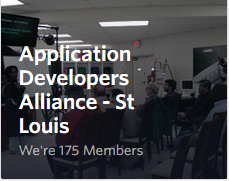 Application
Developers
Alliance - St
Louis
We're 175 Members